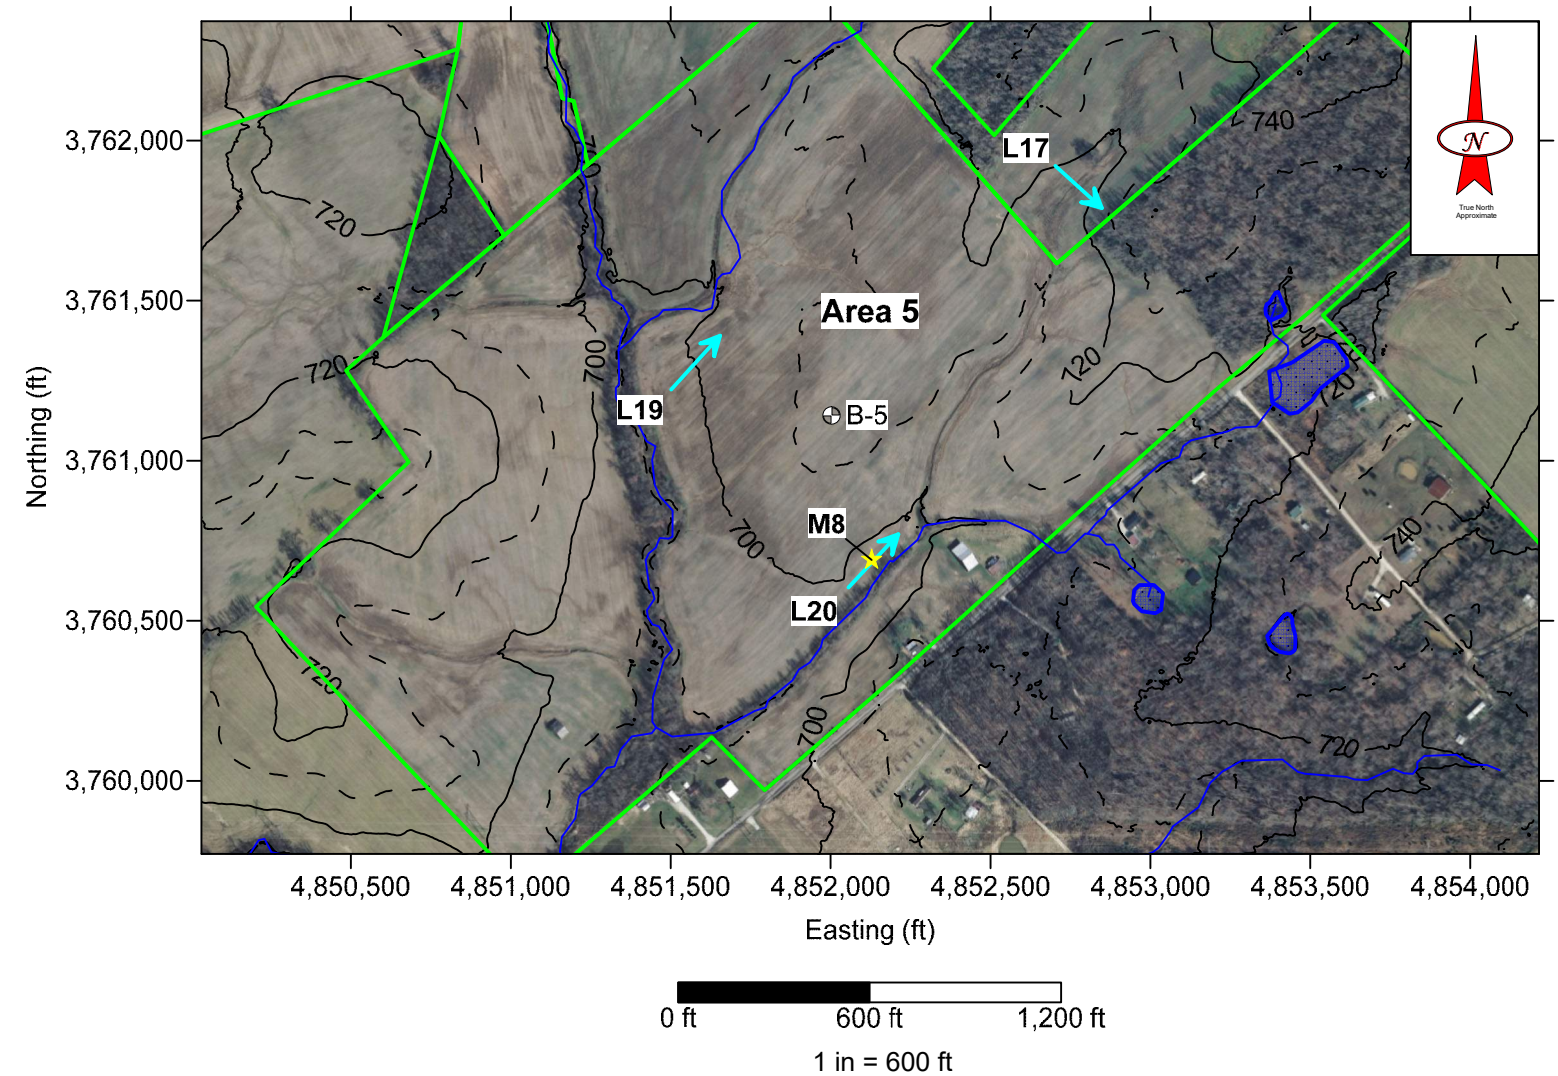 740
L17
N
True North
Approximate
3,762,000
700
720
3,761,500
Area 5
720
700
120
720
L19
B-5
3,761,000
M8
700
740
L20
3,760,500
720
700
720
3,760,000
4,850,500 4,851,000 4,851,500 4,852,000 4,852,500 4,853,000 4,853,500 4,854,000
Northing (ft)
Easting (ft)
0 ft 600 ft 1,200 ft
1 in = 600 ft